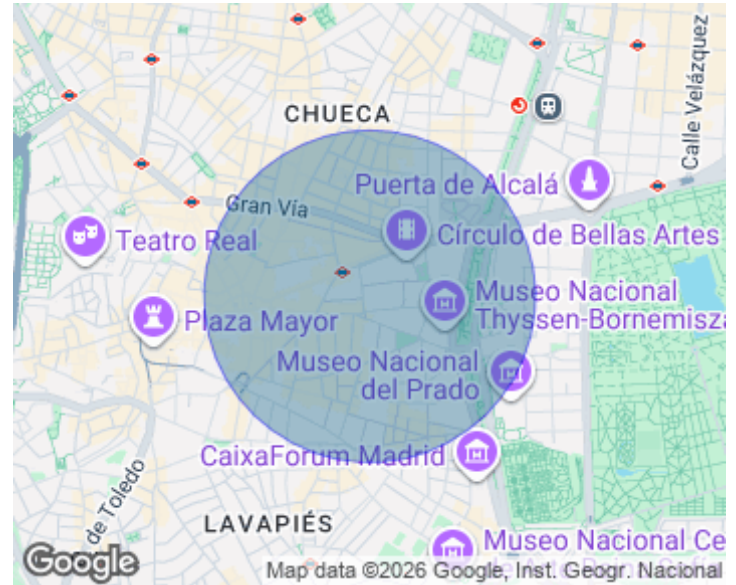 CHUECA
Calle Velázquez
Puerta de Alcalá
Gran Vía
Teatro Real
Círculo de Bellas Artes
Museo Nacional
Thyssen-Bornemisza
Plaza Mayor
Museo Nacional
del Prado
CaixaForum Madrid
de Toledo
LAVAPIÉS
Museo Nacional Ce
Google
Map data ©2026 Google, Inst. Geogr. Nacional